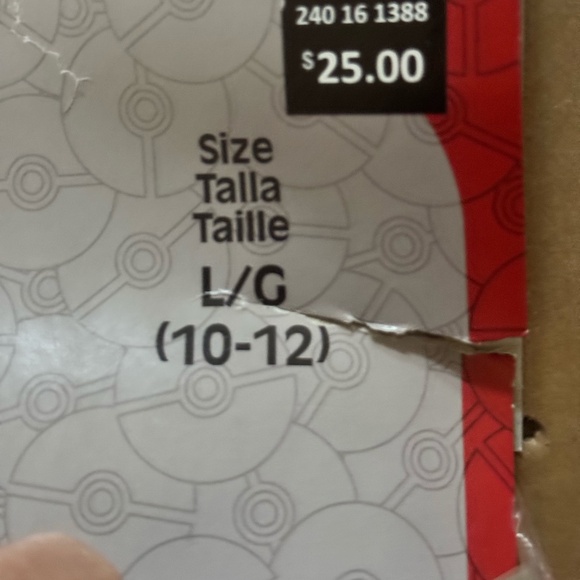 240 16 1388
$25.00
Size
Talla
Taille
L/G
(10-12)